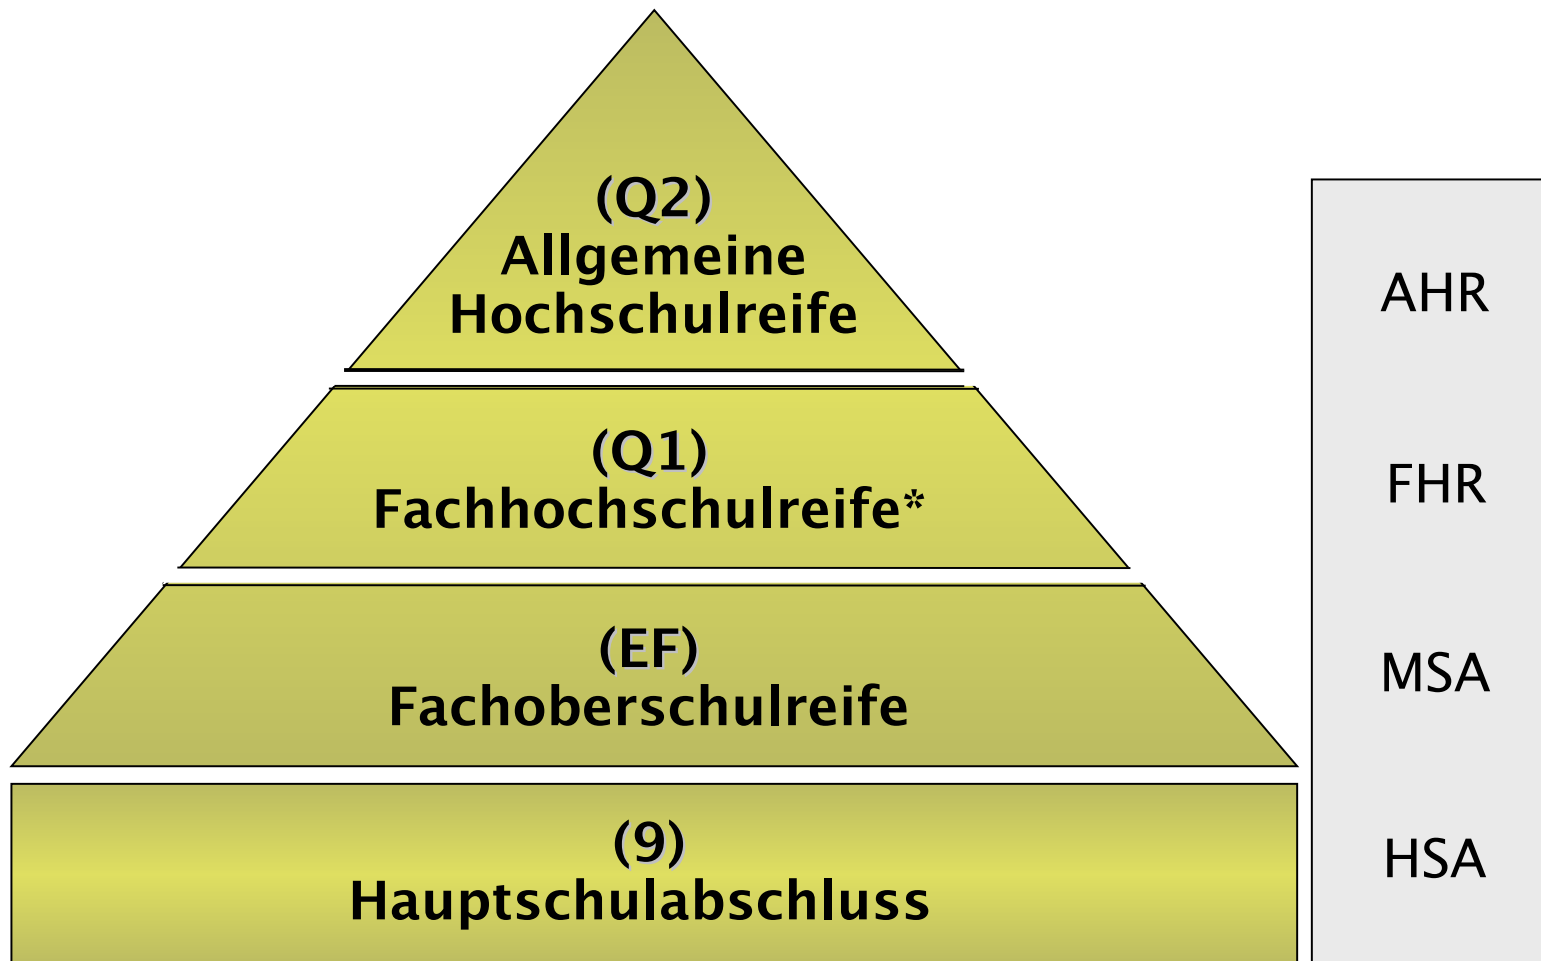 (Q2)
Allgemeine
Hochschulreife
AHR
(Q1)
Fachhochschulreife*
FHR
(EF)
Fachoberschulreife
MSA
(9)
Hauptschulabschluss
HSA